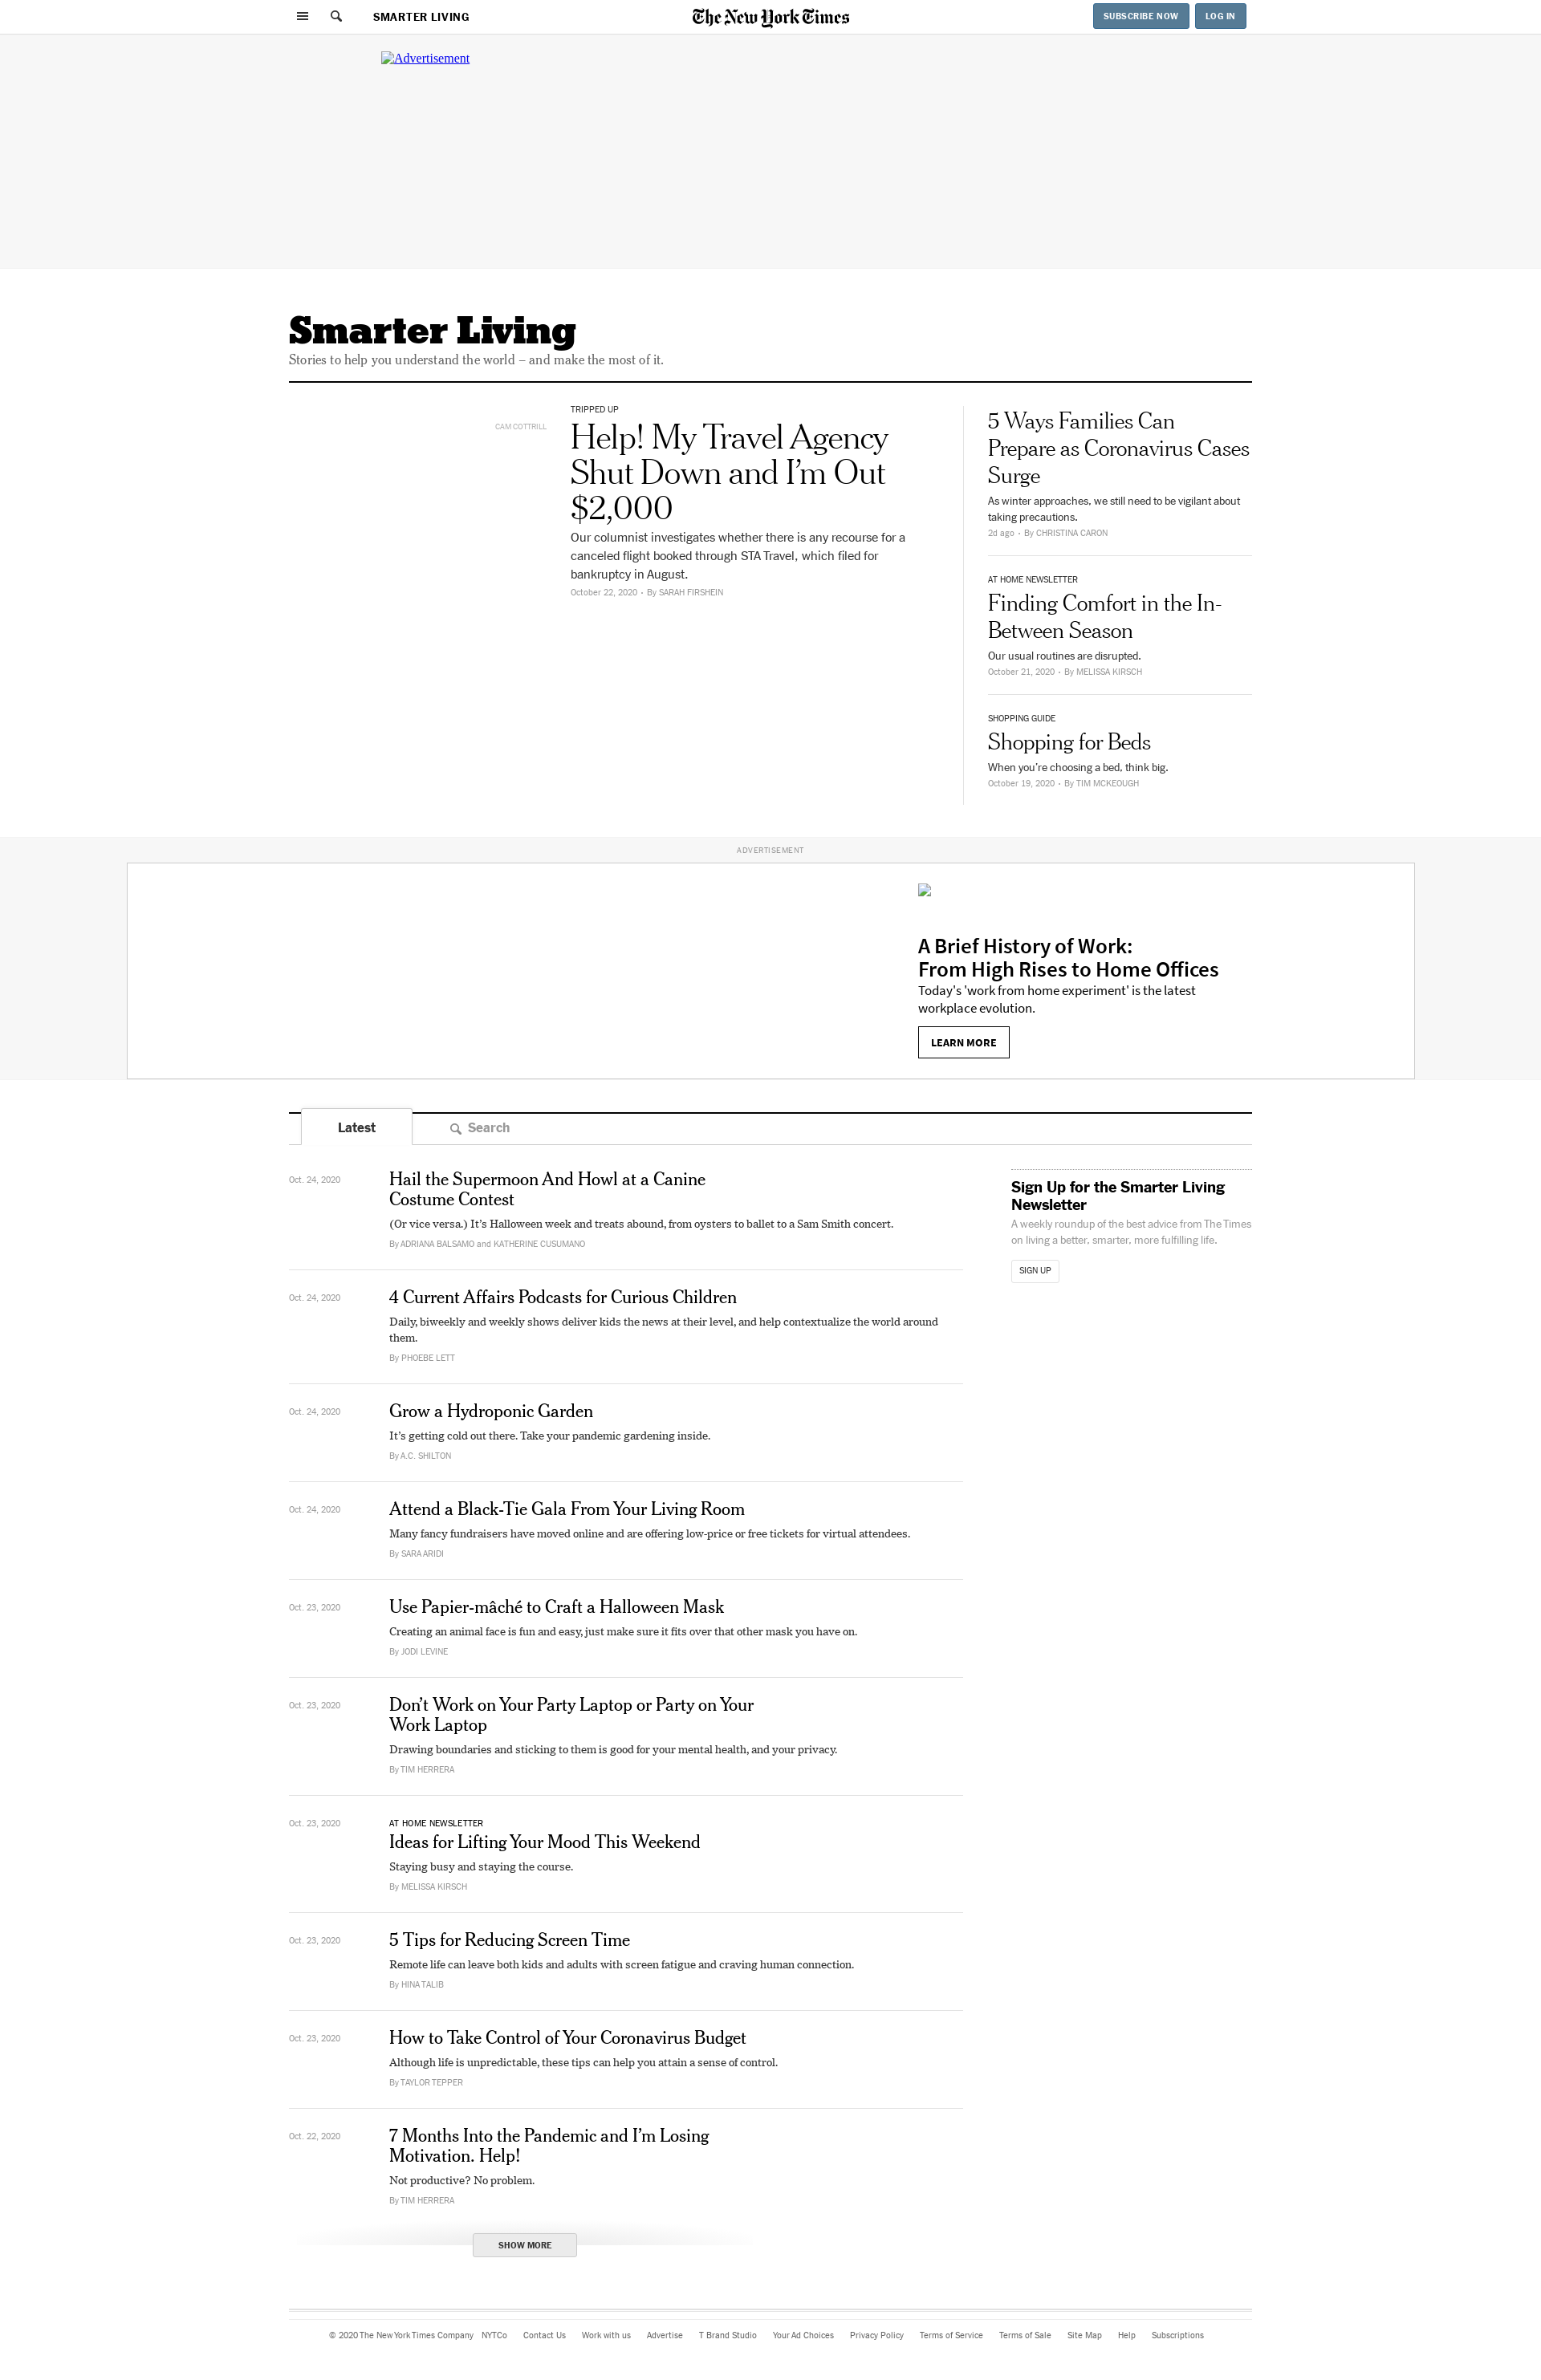 SMARTER LIVING
The New York Times
SUBSCRIBE NOW
LOG IN
Advertisement
Smarter Living
Stories to help you understand the world – and make the most of it.
CAM COTTRILL
TRIPPED UP
Help! My Travel Agency
Shut Down and I’m Out
$2,000
Our columnist investigates whether there is any recourse for a
canceled flight booked through STA Travel, which filed for
bankruptcy in August.
October 22, 2020 • By SARAH FIRSHEIN
5 Ways Families Can
Prepare as Coronavirus Cases
Surge
As winter approaches, we still need to be vigilant about
taking precautions.
2d ago • By CHRISTINA CARON
AT HOME NEWSLETTER
Finding Comfort in the In-
Between Season
Our usual routines are disrupted.
October 21, 2020 • By MELISSA KIRSCH
SHOPPING GUIDE
Shopping for Beds
When you’re choosing a bed, think big.
October 19, 2020 • By TIM MCKEOUGH
ADVERTISEMENT
A Brief History of Work:
From High Rises to Home Offices
Today's 'work from home experiment' is the latest
workplace evolution.
LEARN MORE
Latest
Search
Oct. 24, 2020
Hail the Supermoon And Howl at a Canine
Costume Contest
(Or vice versa.) It’s Halloween week and treats abound, from oysters to ballet to a Sam Smith concert.
By ADRIANA BALSAMO and KATHERINE CUSUMANO
Oct. 24, 2020
4 Current Affairs Podcasts for Curious Children
Daily, biweekly and weekly shows deliver kids the news at their level, and help contextualize the world around
them.
By PHOEBE LETT
Oct. 24, 2020
Grow a Hydroponic Garden
It’s getting cold out there. Take your pandemic gardening inside.
By A.C. SHILTON
Oct. 24, 2020
Attend a Black-Tie Gala From Your Living Room
Many fancy fundraisers have moved online and are offering low-price or free tickets for virtual attendees.
By SARA ARIDI
Oct. 23, 2020
Use Papier-mâché to Craft a Halloween Mask
Creating an animal face is fun and easy, just make sure it fits over that other mask you have on.
By JODI LEVINE
Oct. 23, 2020
Don’t Work on Your Party Laptop or Party on Your
Work Laptop
Drawing boundaries and sticking to them is good for your mental health, and your privacy.
By TIM HERRERA
Oct. 23, 2020
AT HOME NEWSLETTER
Ideas for Lifting Your Mood This Weekend
Staying busy and staying the course.
By MELISSA KIRSCH
Oct. 23, 2020
5 Tips for Reducing Screen Time
Remote life can leave both kids and adults with screen fatigue and craving human connection.
By HINA TALIB
Oct. 23, 2020
How to Take Control of Your Coronavirus Budget
Although life is unpredictable, these tips can help you attain a sense of control.
By TAYLOR TEPPER
Oct. 22, 2020
7 Months Into the Pandemic and I’m Losing
Motivation. Help!
Not productive? No problem.
By TIM HERRERA
SHOW MORE
Sign Up for the Smarter Living
Newsletter
A weekly roundup of the best advice from The Times
on living a better, smarter, more fulfilling life.
SIGN UP
© 2020 The New York Times Company NYTCo Contact Us Work with us Advertise T Brand Studio Your Ad Choices Privacy Policy Terms of Service Terms of Sale Site Map Help Subscriptions